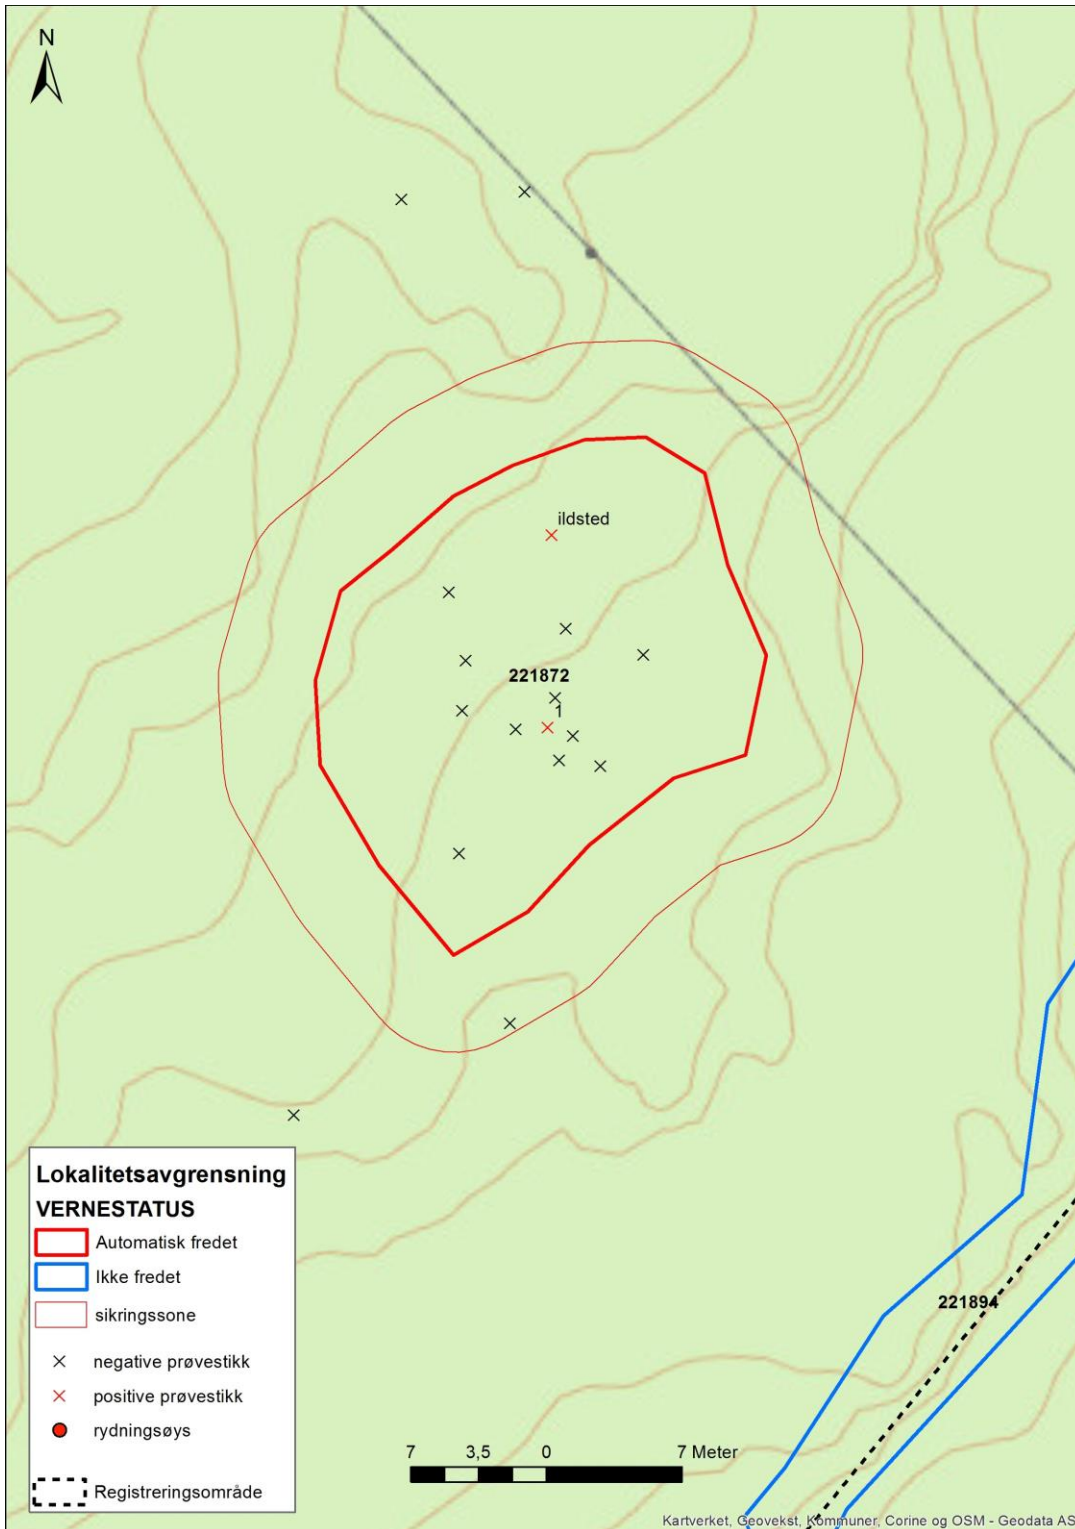 N
ildsted
221872
1
Lokalitetsavgrensning
VERNESTATUS
Automatisk fredet
Ikke fredet
sikringssone
negative prøvestikk
positive prøvestikk
rydningsøys
Registreringsområde
221894
7 3,5 0 7 Meter
Kartverket, Geovekst, Kommuner, Corine og OSM - Geodata AS